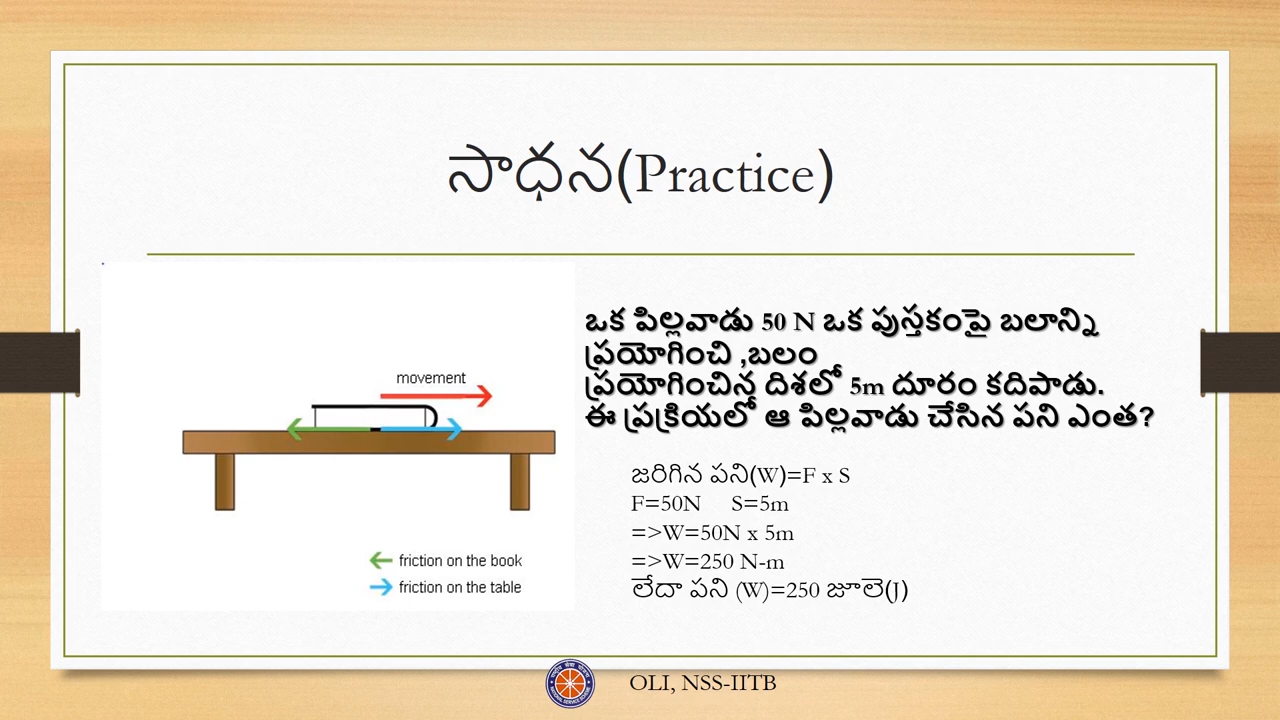 సాధన(Practice)
movement
friction on the book
friction on the table
ఒక పిల్లవాడు 50 N ఒక పుస్తకంపై బలాన్ని
ప్రయోగించి ,బలం
ప్రయోగించిన దిశలో 5m దూరం కదిపాడు.
ఈ ప్రక్రియలో ఆ పిల్లవాడు చేసిన పని ఎంత?
జరిగిన పని(W)=F x S
F=50N S=5m
=>W=50N x 5m
=>W=250 N-m
లేదా పని (W)=250 జూలె(J)
OLI, NSS-IITB